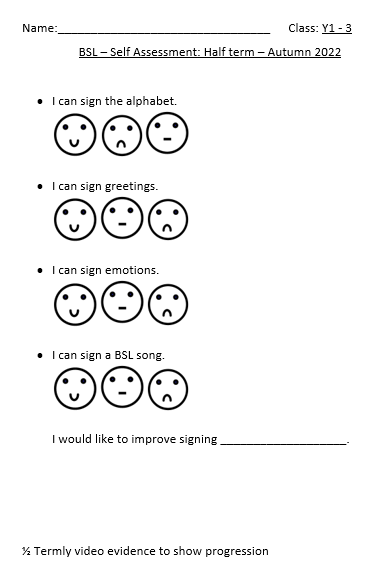 Name:_________________________________ Class: Y1 - 3
BSL – Self Assessment: Half term – Autumn 2022
• I can sign the alphabet.
• I can sign greetings.
• I can sign emotions.
• I can sign a BSL song.
I would like to improve signing ____________________.
½ Termly video evidence to show progression